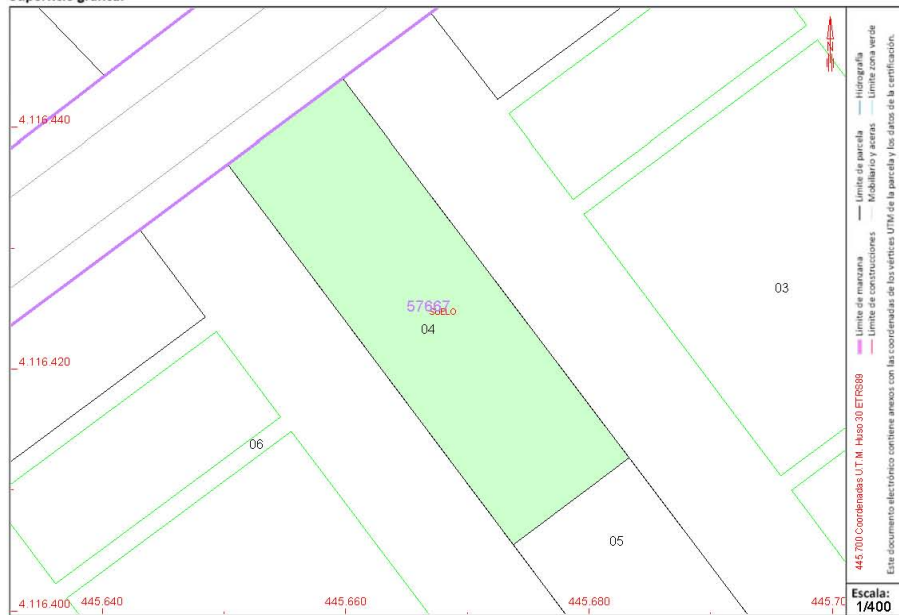 Superficie gráfica:
4.116.440
03
57667
SUELO
04
4.116.420
06
05
4.116.400
445.640
445.660
445.680
445.70
N
445.700 Coordenadas U.T.M. Huso 30 ETRS89
Límite de manzana
Límite de parcela
Hidrografía
Límite de construcciones
Mobiliario y aceras
Límite zona verde
Este documento electrónico contiene anexos con las coordenadas de los vértices UTM de la parcela y los datos de la certificación.
Escala:
1/400